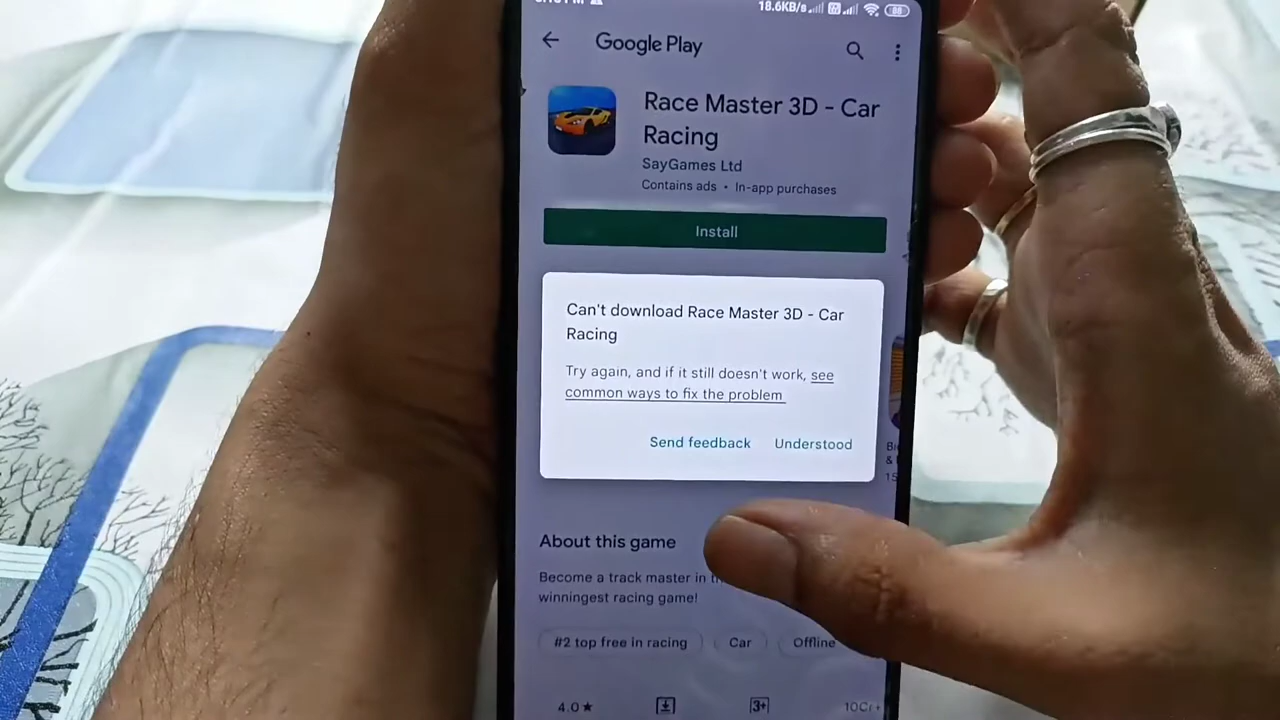 18.6KB/s 88
Google Play
Race Master 3D - Car
Racing
SayGames Ltd
Contains ads • In-app purchases
Install
Can't download Race Master 3D - Car
Racing
Try again, and if it still doesn't work, see
common ways to fix the problem
Send feedback Understood
About this game
Become a track master in
winningest racing game!
#2 top free in racing Car Offline
4.0★ 3+ 10Cr+